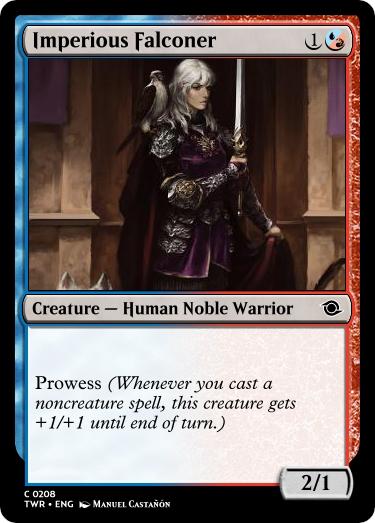 Imperious Falconer 1
Creature — Human Noble Warrior
Prowess (Whenever you cast a
noncreature spell, this creature gets
+1/+1 until end of turn.)
2/1
C 0208
TWR • ENG Manuel Castañón